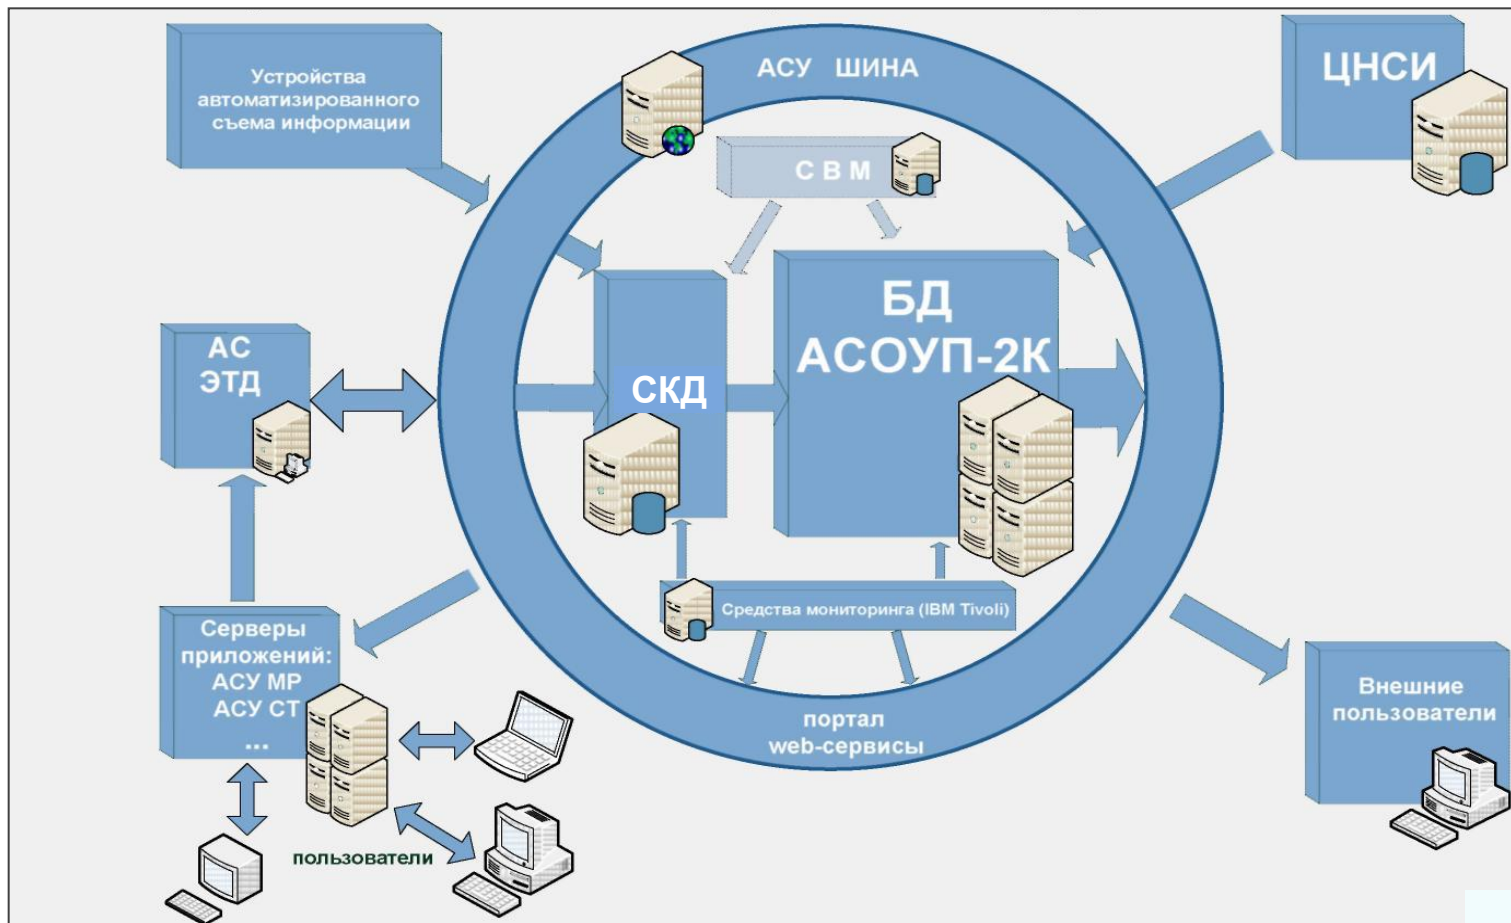 Устройства
автоматизированного
съема информации
АСУ ШИНА
ЦНСИ
С В М
БД
АСОУП-2К
АС
ЭТД
СКД
Средства мониторинга (IBM Tivoli)
Серверы
приложений:
АСУ МР
АСУ СТ
...
портал
web-сервисы
Внешние
пользователи
пользователи